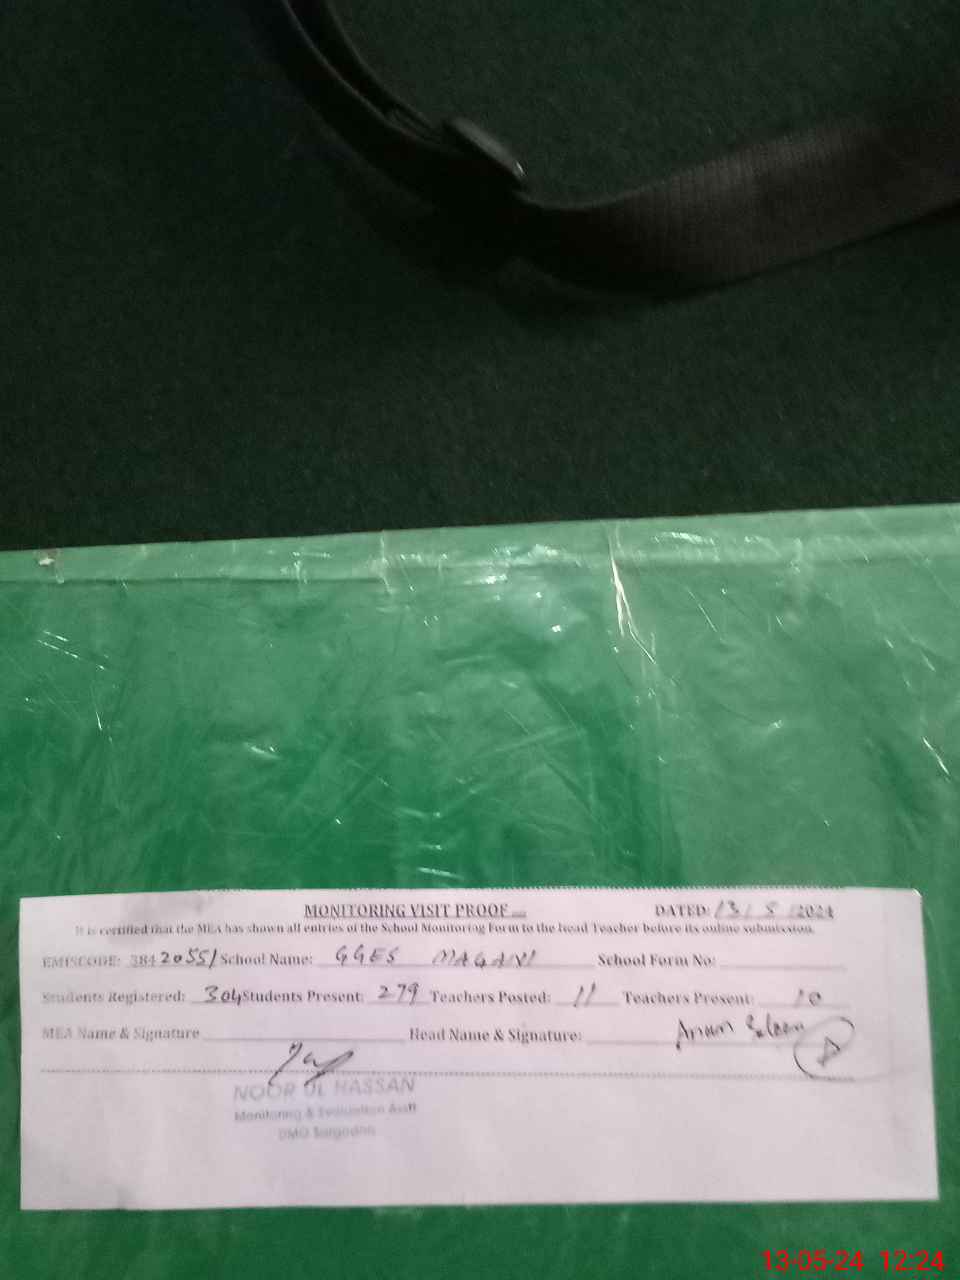 MONITORING VISIT PROOF DATED: 13/5/2024
It is certified that the MEA has shown all entries of the School Monitoring Form to the Head Teacher before its online submission.
EMISCODE: 38420551 School Name: GGES School Form No:
Students Registered: 304 Students Present: 279 Teachers Posted: 11 Teachers Present: 10
MEA Name & Signature Head Name & Signature:
NOOR UL HASSAN
Monitoring & Evaluation Asstt
DMO Sargodha
13-05-24 12:24